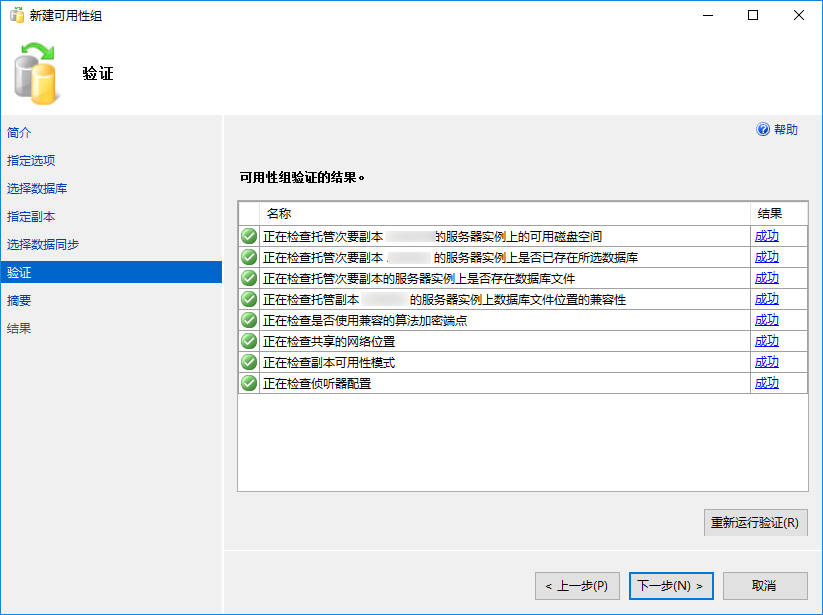 新建可用性组
验证
简介
指定选项
选择数据库
指定副本
选择数据同步
验证
摘要
结果
帮助
可用性组验证的结果。
名称 结果
正在检查托管次要副本 的服务器实例上的可用磁盘空间 成功
正在检查托管次要副本 的服务器实例上是否已存在所选数据库 成功
正在检查托管次要副本的服务器实例上是否存在数据库文件 成功
正在检查托管副本 的服务器实例上数据库文件位置的兼容性 成功
正在检查是否使用兼容的算法加密端点 成功
正在检查共享的网络位置 成功
正在检查副本可用性模式 成功
正在检查侦听器配置 成功
重新运行验证(R)
< 上一步(P) 下一步(N) > 取消